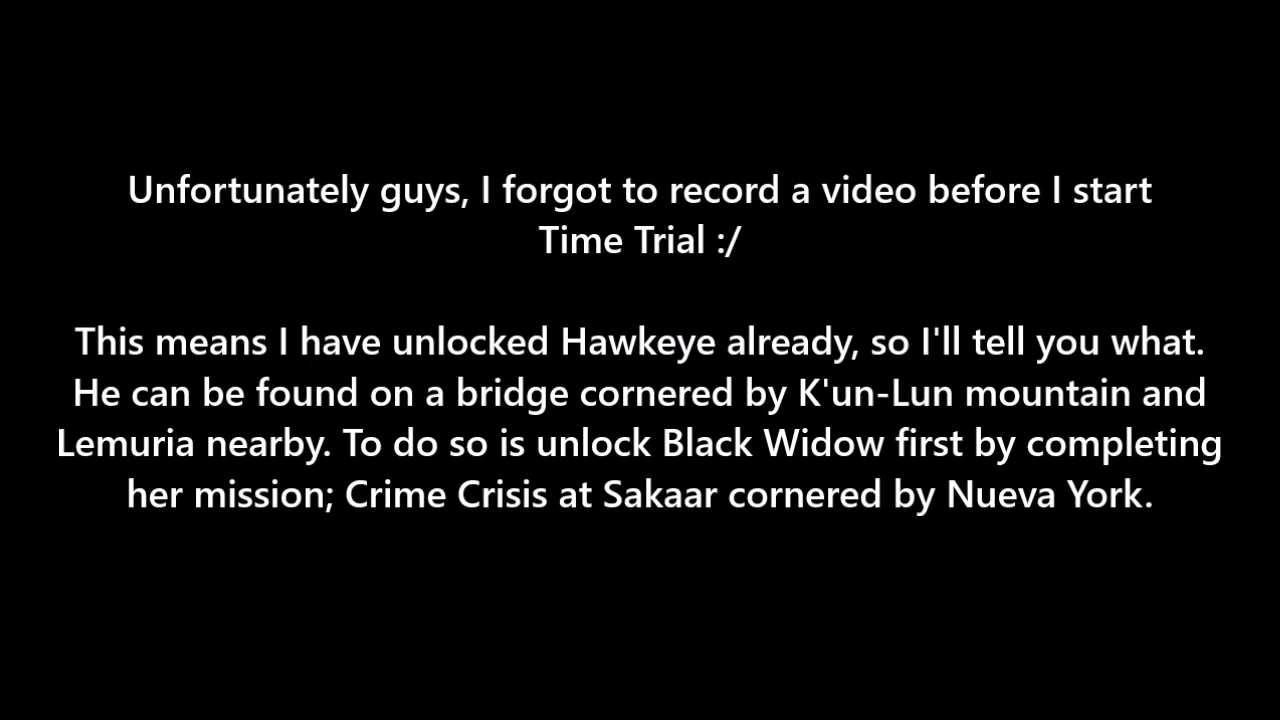 Unfortunately guys, I forgot to record a video before I start
Time Trial :/
This means I have unlocked Hawkeye already, so I'll tell you what.
He can be found on a bridge cornered by K'un-Lun mountain and
Lemuria nearby. To do so is unlock Black Widow first by completing
her mission; Crime Crisis at Sakaar cornered by Nueva York.